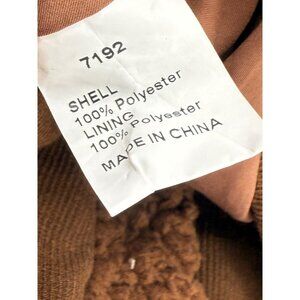 7192
SHELL
100% Polyester
LINING
100% Polyester
MADE IN CHINA